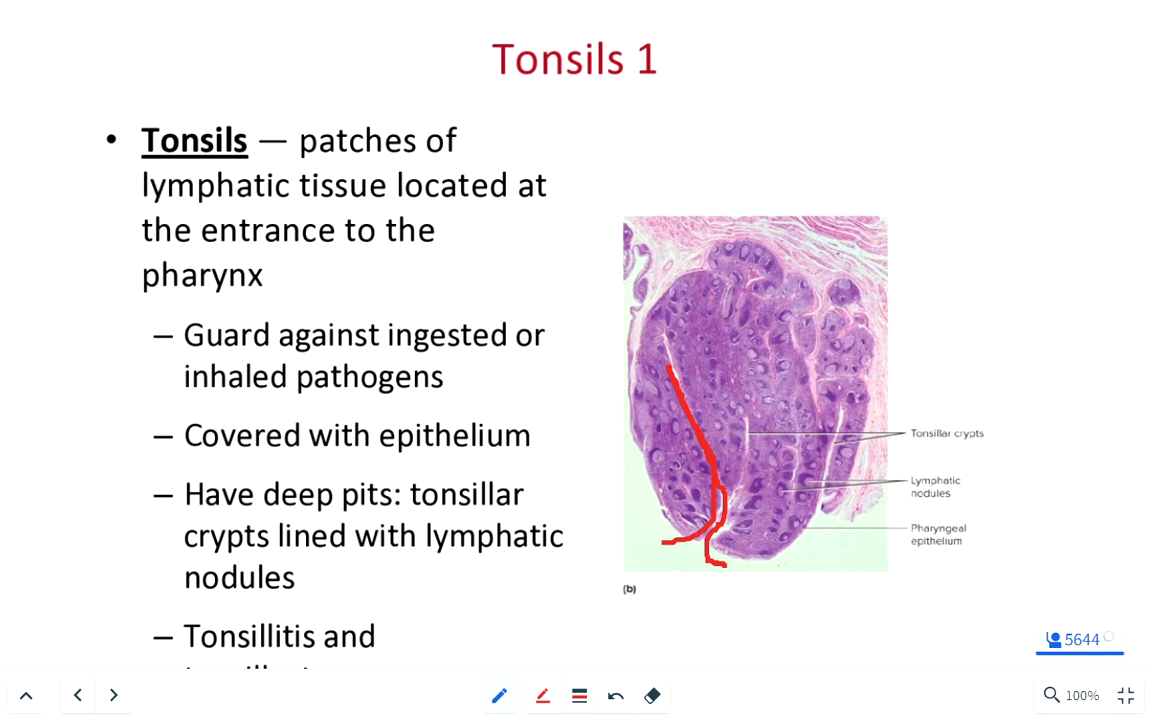 Tonsils 1
• Tonsils — patches of
lymphatic tissue located at
the entrance to the
pharynx
– Guard against ingested or
inhaled pathogens
– Covered with epithelium
– Have deep pits: tonsillar
crypts lined with lymphatic
nodules
– Tonsillitis and
Tonsillar crypts
Lymphatic
nodules
Pharyngeal
epithelium
(b)
5644
100%